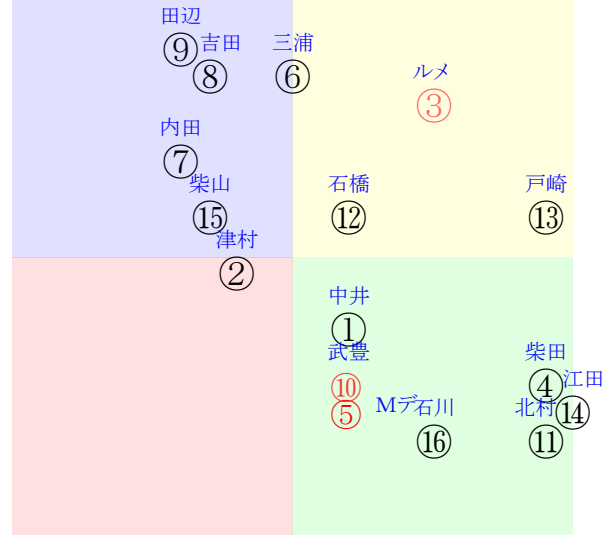 田辺
⑨
吉田
⑧
三浦
⑥
ルメ
③
内田
⑦
柴山
⑮
石橋
⑫
戸崎
⑬
津村
②
中井
①
武豊
⑩
⑤
柴田
④
江田
⑭
Mデ
石川
⑯
北村
⑪